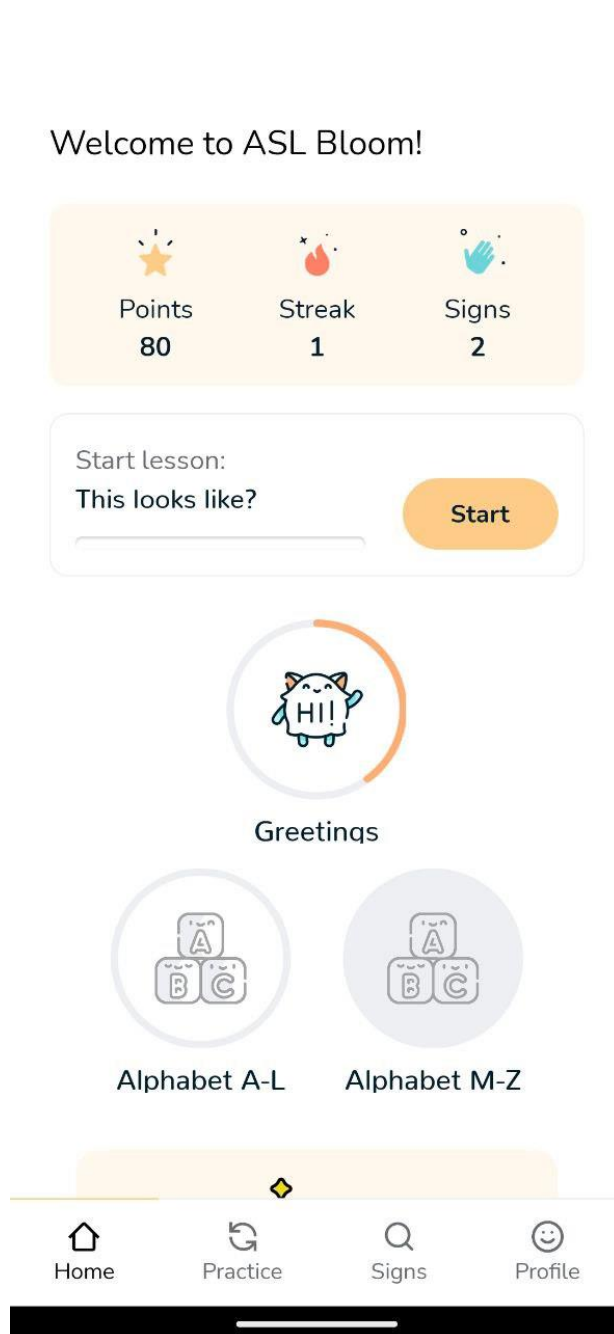 Welcome to ASL Bloom!
Points Streak Signs
80 1 2
Start lesson:
This looks like?
Start
HI!
Greetings
A
B C
A
B C
Alphabet A-L Alphabet M-Z
Home Practice Signs Profile